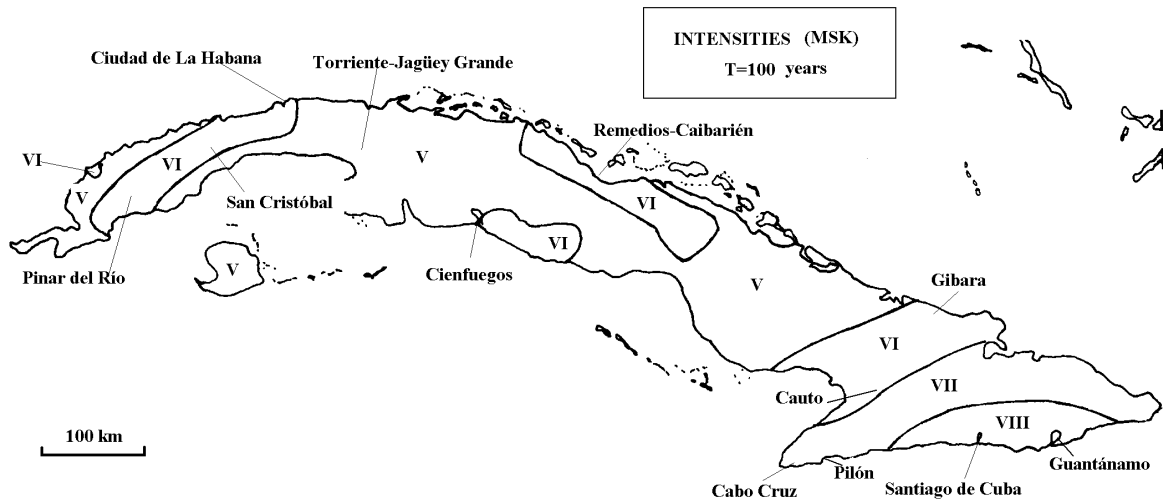 INTENSITIES (MSK)
T=100 years
Ciudad de La Habana
Torriente-Jagüey Grande
Remedios-Caibarién
VI
VI
V
V
San Cristóbal
VI
Pinar del Río
V
Cienfuegos
VI
V
Gibara
VI
Cauto
VII
VIII
100 km
Cabo Cruz
Pilón
Santiago de Cuba
Guantánamo